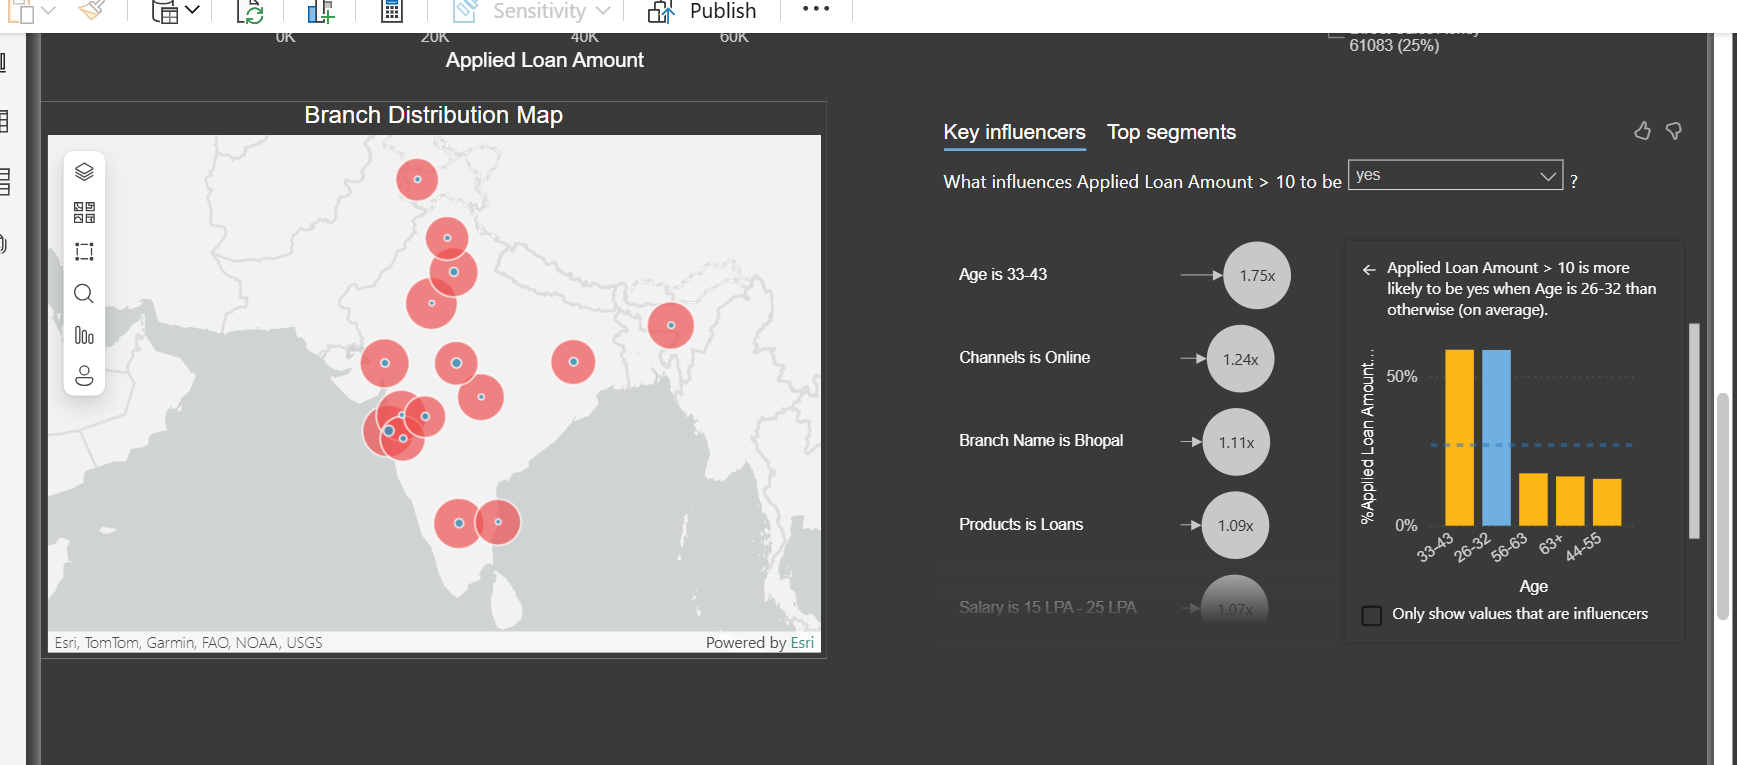 Sensitivity
Publish
0K
20K
40K
60K
Applied Loan Amount
61083 (25%)
Branch Distribution Map
Esri, TomTom, Garmin, FAO, NOAA, USGS
Powered by Esri
Key influencers
Top segments
What influences Applied Loan Amount > 10 to be
yes
?
Age is 33-43
1.75x
Channels is Online
1.24x
Branch Name is Bhopal
1.11x
Products is Loans
1.09x
Salary is 15 LPA - 25 LPA
1.07x
Applied Loan Amount > 10 is more
likely to be yes when Age is 26-32 than
otherwise (on average).
%Applied Loan Amount...
50%
0%
33-43
26-32
56-63
63+
44-55
Age
Only show values that are influencers